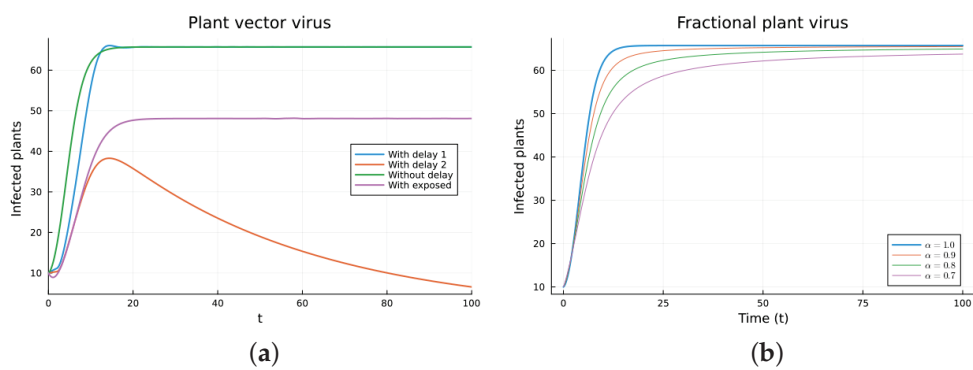 Plant vector virus
Infected plants
60
50
40
30
20
10
0
20
40
60
80
100
t
With delay 1
With delay 2
Without delay
With exposed
(a)
Fractional plant virus
Infected plants
60
50
40
30
20
10
0
25
50
75
100
Time (t)
α = 1.0
α = 0.9
α = 0.8
α = 0.7
(b)